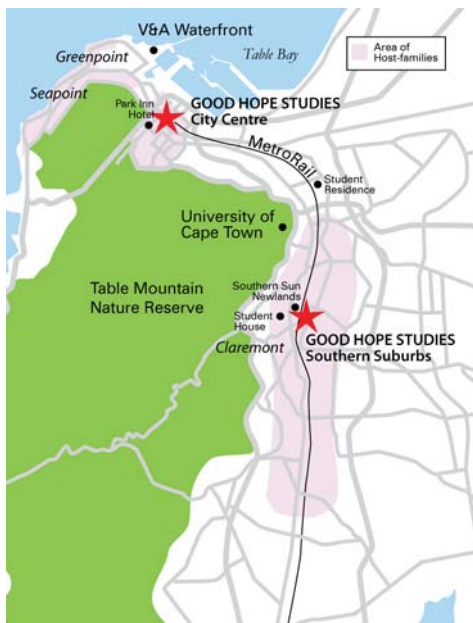 V&A Waterfront
Table Bay
Area of
Host-families
Greenpoint
Seapoint
Park Inn
Hotel
GOOD HOPE STUDIES
City Centre
MetroRail
Student
Residence
University of
Cape Town
Table Mountain
Nature Reserve
Southern Sun
Newlands
Student
House
Claremont
GOOD HOPE STUDIES
Southern Suburbs